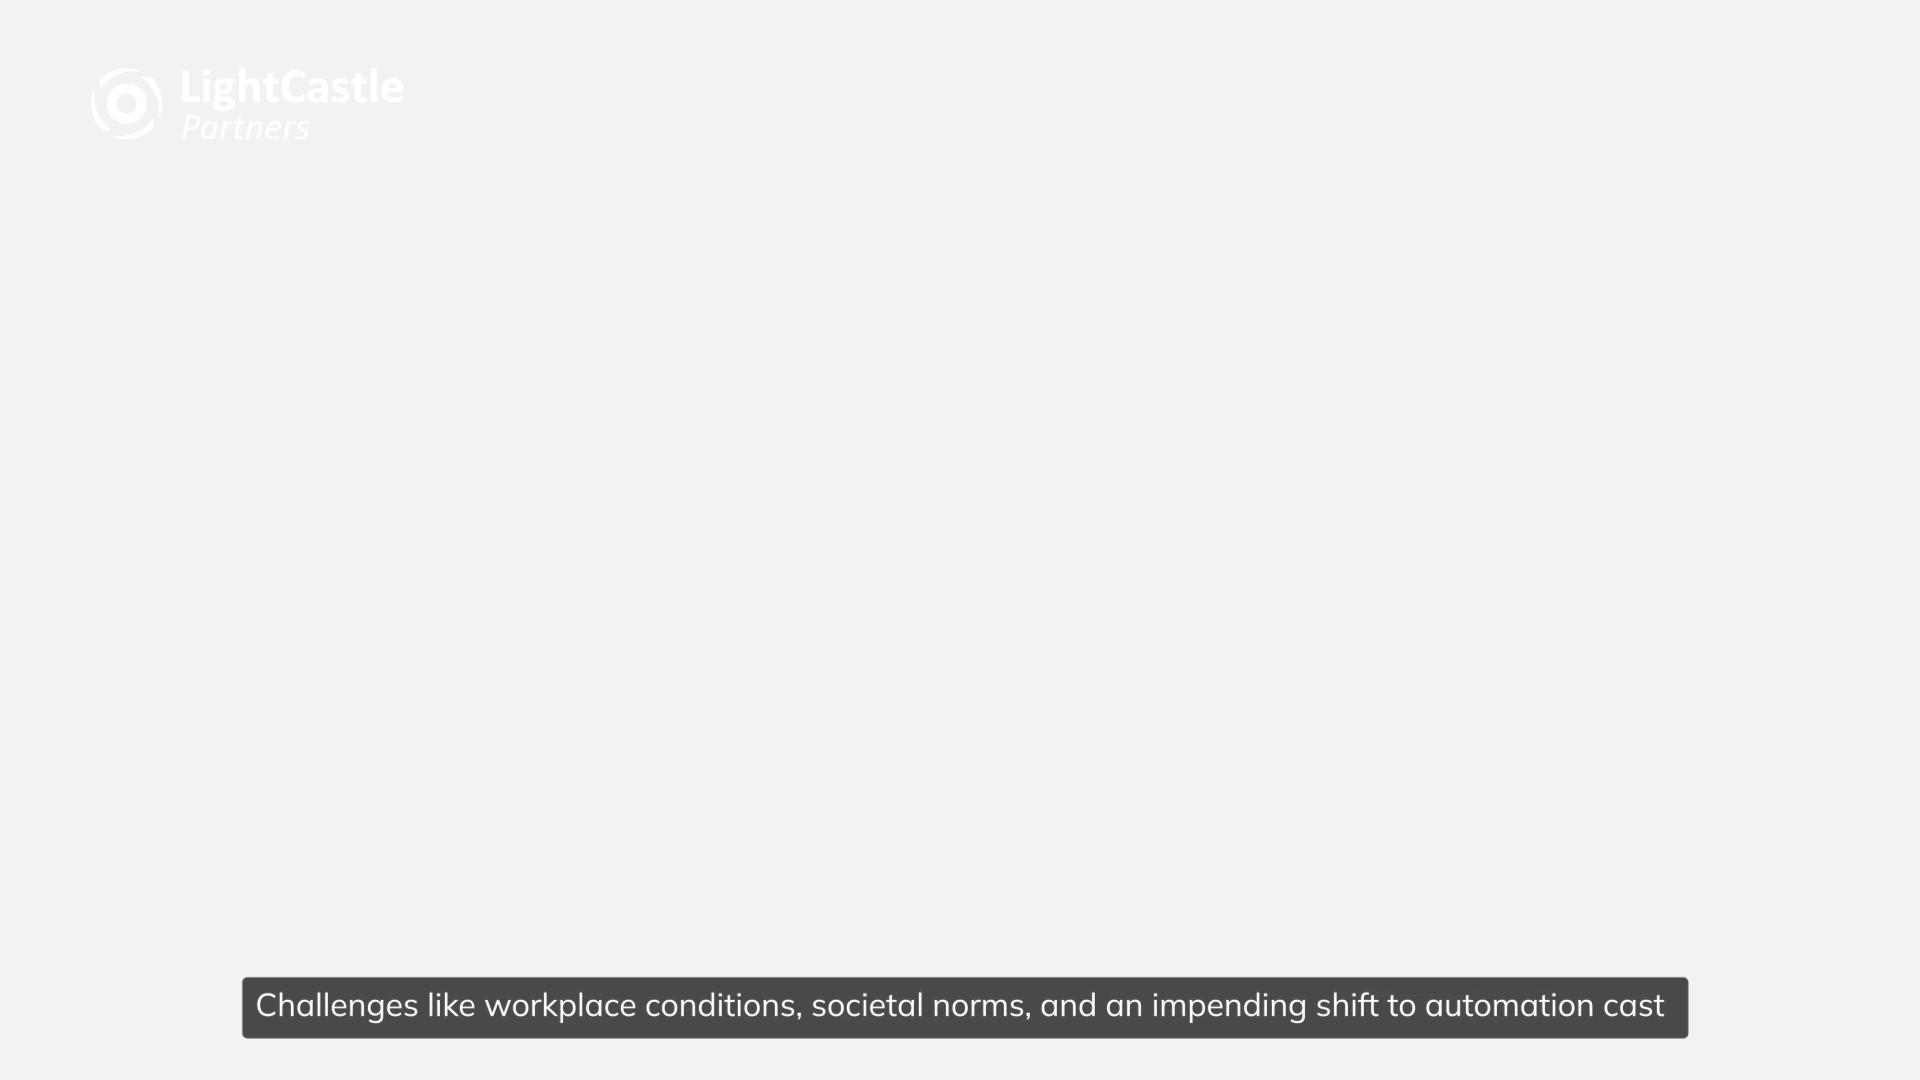 LightCastle
Partners
Challenges like workplace conditions, societal norms, and an impending shift to automation cast